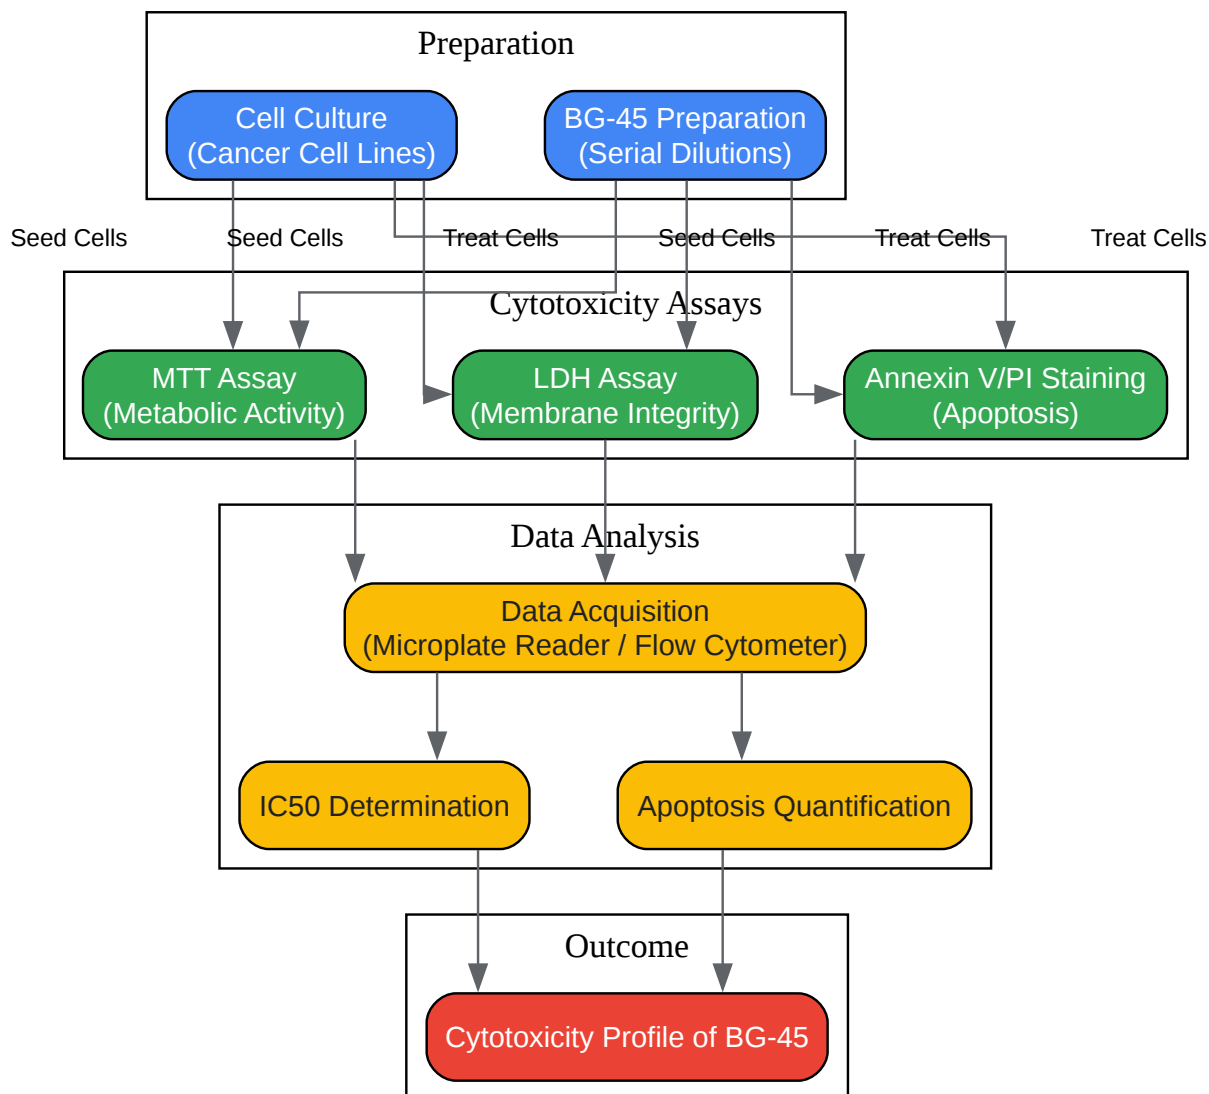 Preparation
Cell Culture
(Cancer Cell Lines)
BG-45 Preparation
(Serial Dilutions)
Seed Cells
Seed Cells
Treat Cells
Seed Cells
Treat Cells
Treat Cells
Cytotoxicity Assays
MTT Assay
(Metabolic Activity)
LDH Assay
(Membrane Integrity)
Annexin V/PI Staining
(Apoptosis)
Data Analysis
Data Acquisition
(Microplate Reader / Flow Cytometer)
IC50 Determination
Apoptosis Quantification
Outcome
Cytotoxicity Profile of BG-45